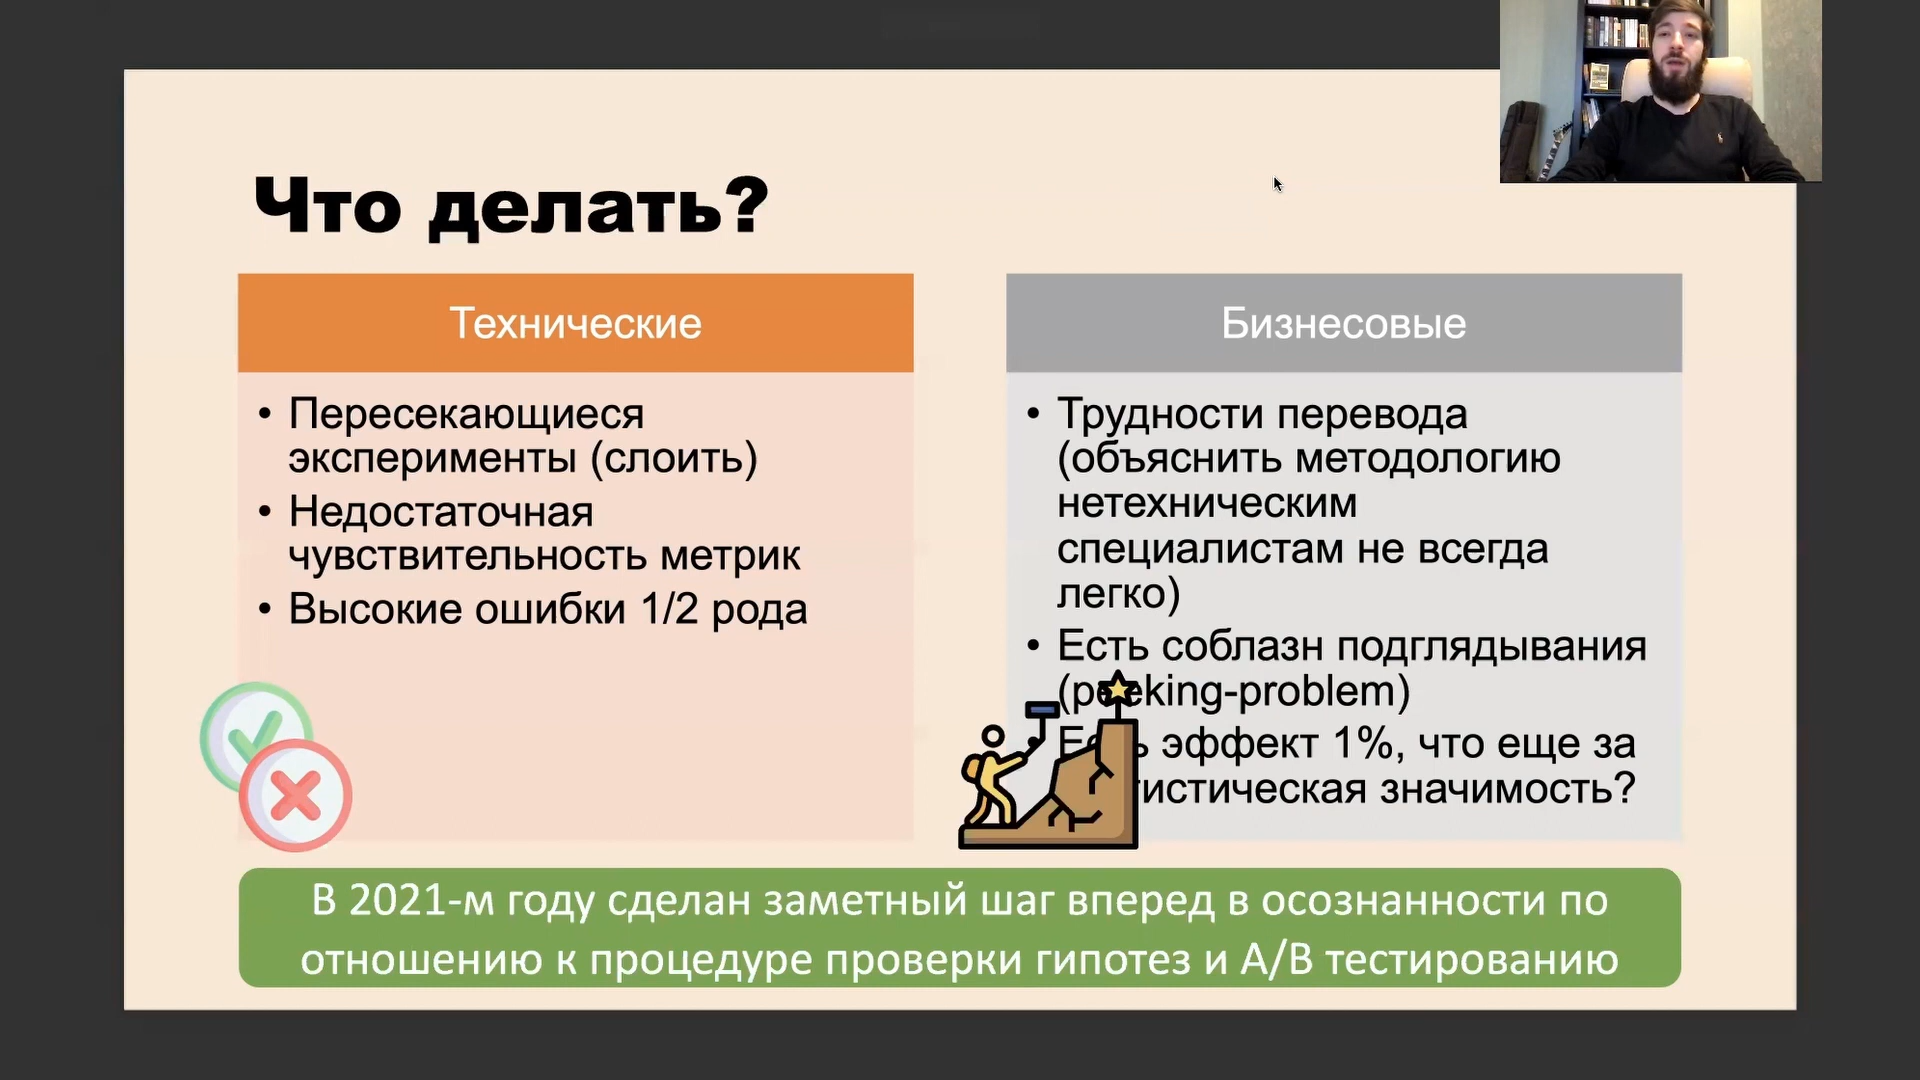 Что делать?
Технические
• Пересекающиеся
эксперименты (слоить)
• Недостаточная
чувствительность метрик
• Высокие ошибки 1/2 рода
Бизнесовые
• Трудности перевода
(объяснить методологию
нетехническим
специалистам не всегда
легко)
• Есть соблазн подглядывания
(peeking-problem)
• Есть эффект 1%, что еще за
значимость?
В 2021-м году сделан заметный шаг вперед в осознанности по
отношению к процедуре проверки гипотез и A/B тестированию